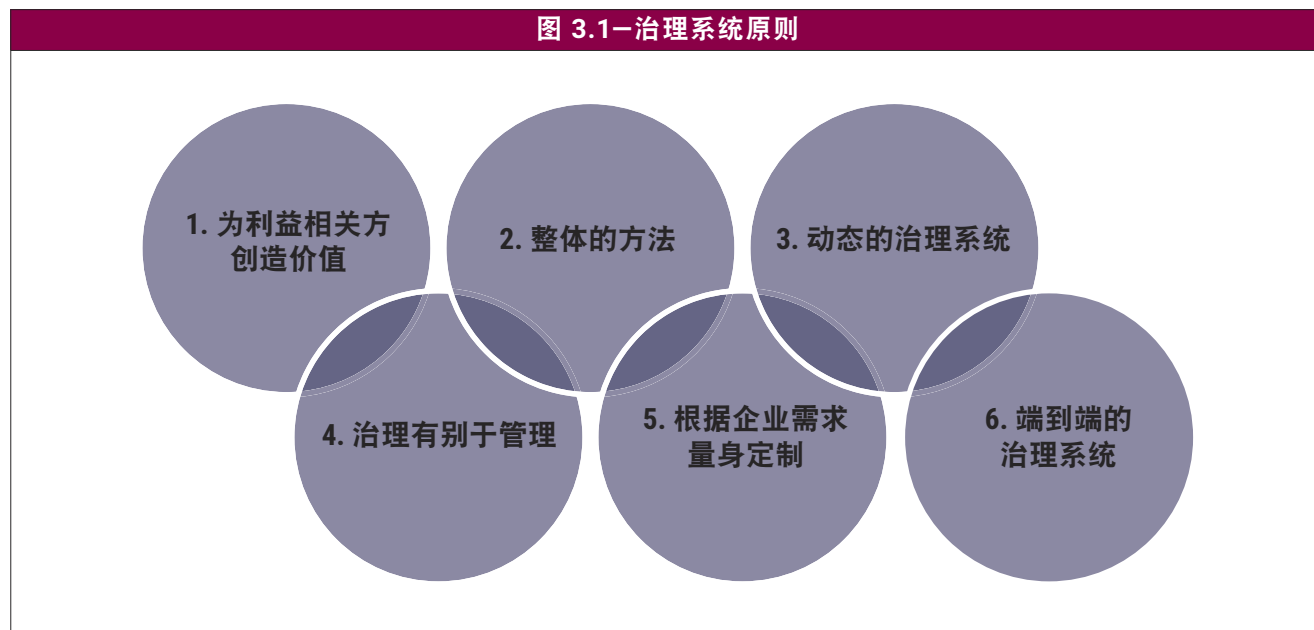 图 3.1—治理系统原则
1. 为利益相关方
创造价值
2. 整体的方法
3. 动态的治理系统
4. 治理有别于管理
5. 根据企业需求
量身定制
6. 端到端的
治理系统